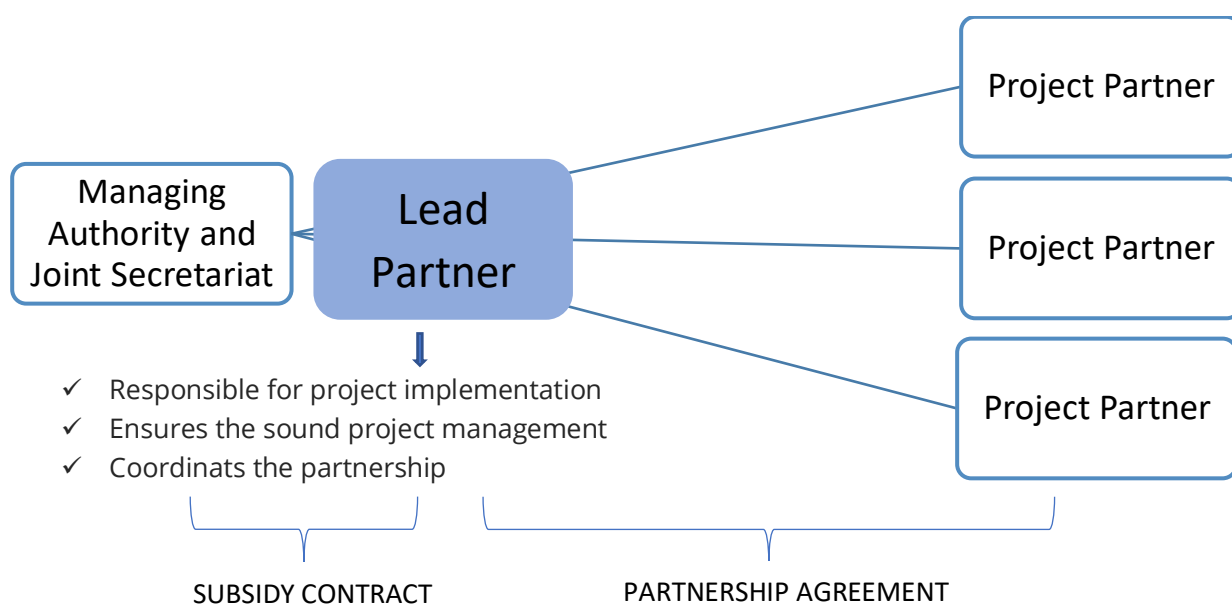 Project Partner
Managing
Authority and
Joint Secretariat
Lead
Partner
Project Partner
Project Partner
✓ Responsible for project implementation
✓ Ensures the sound project management
✓ Coordinats the partnership
SUBSIDY CONTRACT
PARTNERSHIP AGREEMENT